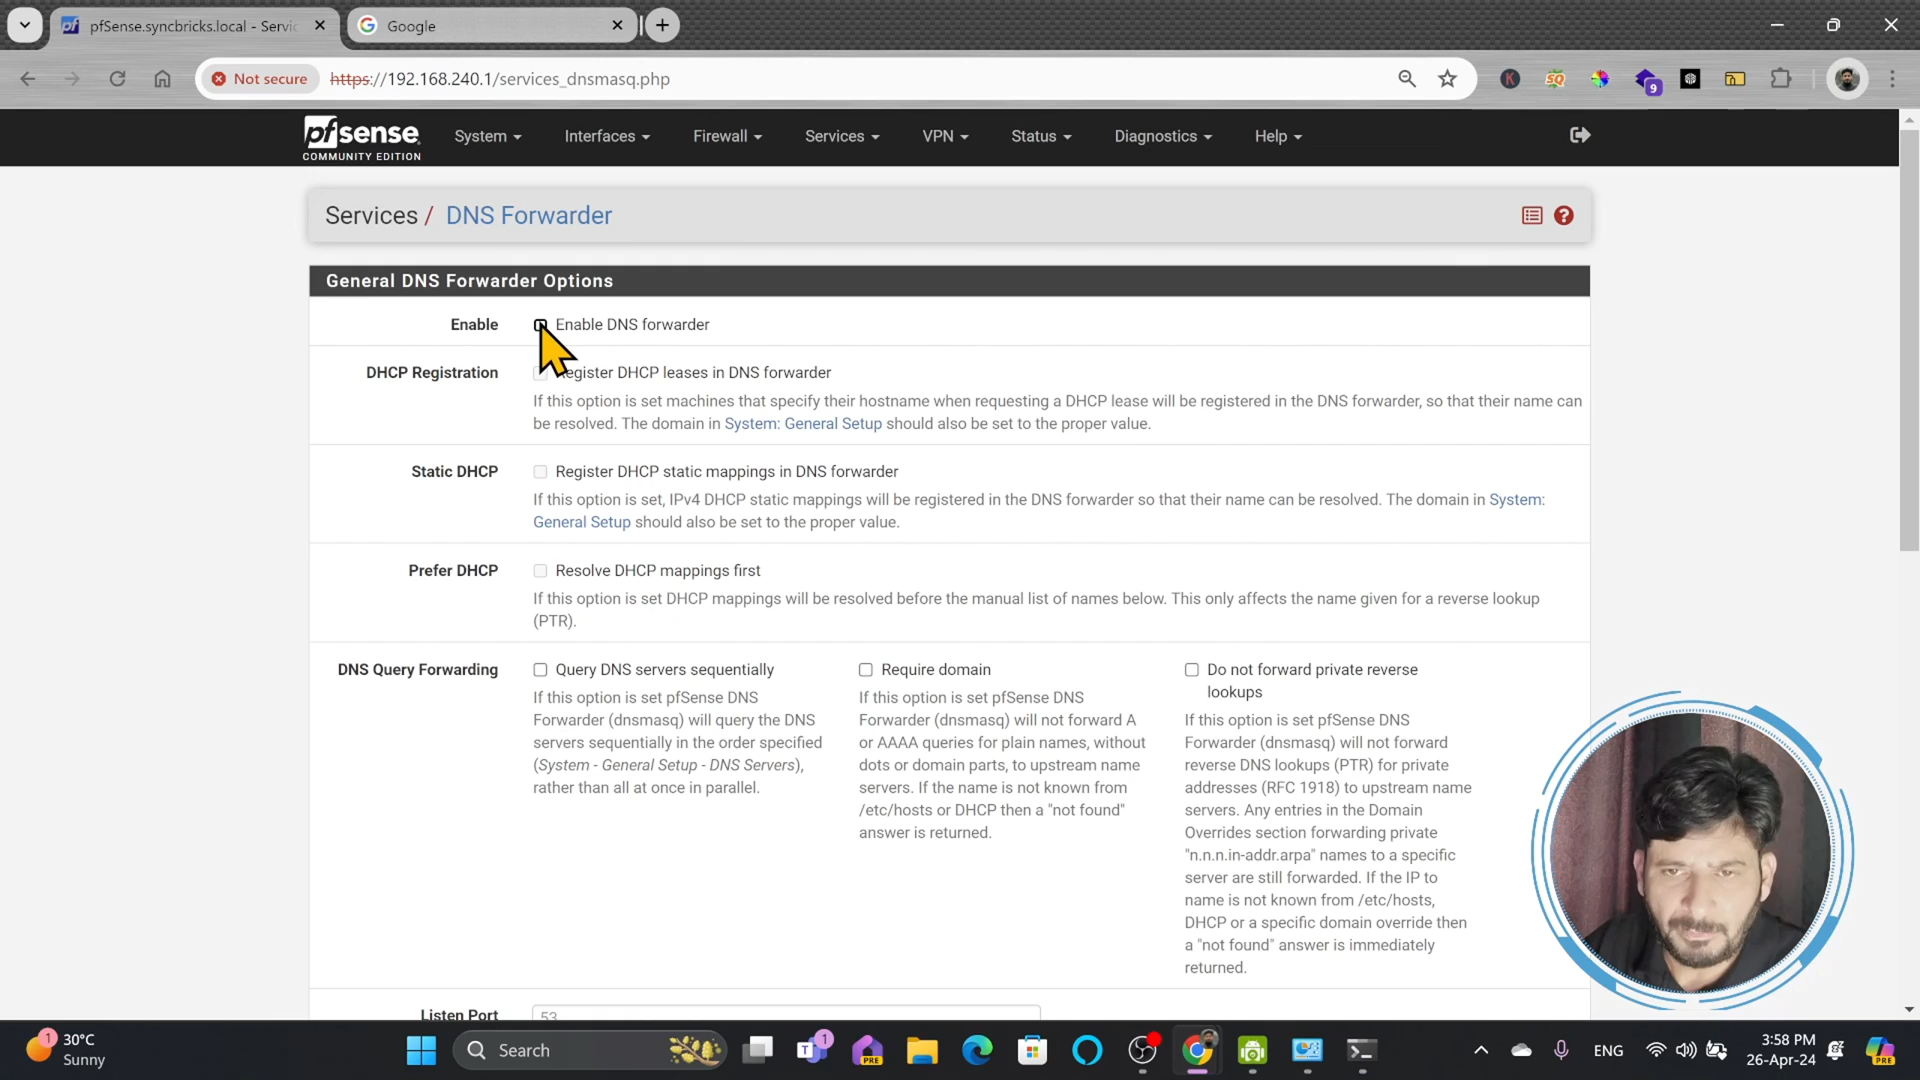 pfSense.syncbricks.local - Servic
Google
Not secure
https://192.168.240.1/services_dnsmasq.php
SQ
9
pfsense
COMMUNITY EDITION
System
Interfaces
Firewall
Services
VPN
Status
Diagnostics
Help
Services / DNS Forwarder
General DNS Forwarder Options
Enable
Enable DNS forwarder
DHCP Registration
Register DHCP leases in DNS forwarder
If this option is set machines that specify their hostname when requesting a DHCP lease will be registered in the DNS forwarder, so that their name can
be resolved. The domain in System: General Setup should also be set to the proper value.
Static DHCP
Register DHCP static mappings in DNS forwarder
If this option is set, IPv4 DHCP static mappings will be registered in the DNS forwarder so that their name can be resolved. The domain in System:
General Setup should also be set to the proper value.
Prefer DHCP
Resolve DHCP mappings first
If this option is set DHCP mappings will be resolved before the manual list of names below. This only affects the name given for a reverse lookup
(PTR).
DNS Query Forwarding
Query DNS servers sequentially
If this option is set pfSense DNS
Forwarder (dnsmasq) will query the DNS
servers sequentially in the order specified
(System - General Setup - DNS Servers),
rather than all at once in parallel.
Require domain
If this option is set pfSense DNS
Forwarder (dnsmasq) will not forward A
or AAAA queries for plain names, without
dots or domain parts, to upstream name
servers. If the name is not known from
/etc/hosts or DHCP then a "not found"
answer is returned.
Do not forward private reverse
lookups
If this option is set pfSense DNS
Forwarder (dnsmasq) will not forward
reverse DNS lookups (PTR) for private
addresses (RFC 1918) to upstream name
servers. Any entries in the Domain
Overrides section forwarding private
"n.n.n.in-addr.arpa" names to a specific
server are still forwarded. If the IP to
name is not known from /etc/hosts,
DHCP or a specific domain override then
a "not found" answer is immediately
returned.
Listen Port
53
1
30°C
Sunny
Search
1
PRE
ENG
3:58 PM
26-Apr-24
PRE